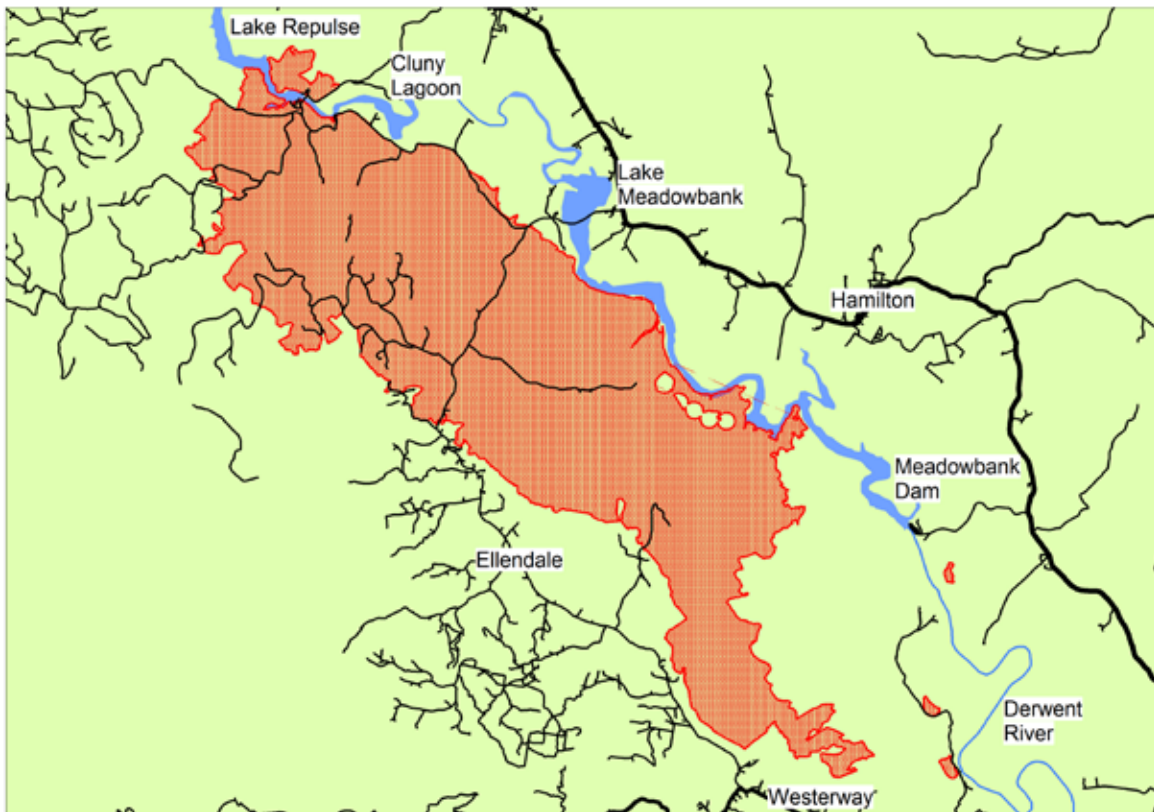 Lake Repulse
Cluny
Lagoon
Lake
Meadowbank
Hamilton
Meadowbank
Dam
Ellendale
Derwent
River
Westerway